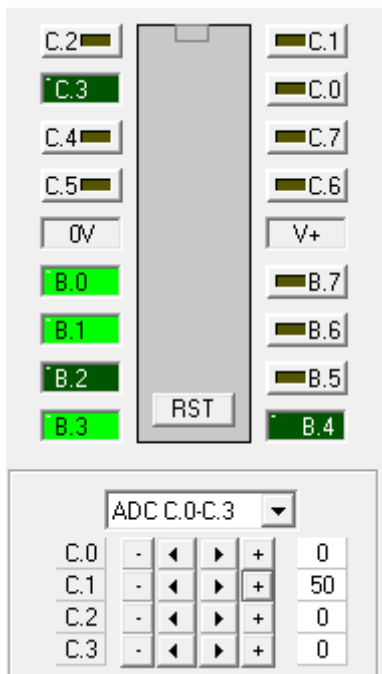 C.2 C.1
C.3 C.0
C.4 C.7
C.5 C.6
0V V+
B.0 B.7
B.1 B.6
B.2 B.5
RST
B.3 B.4
ADC C.0-C.3
C.0 - + 0
C.1 - + 50
C.2 - + 0
C.3 - + 0